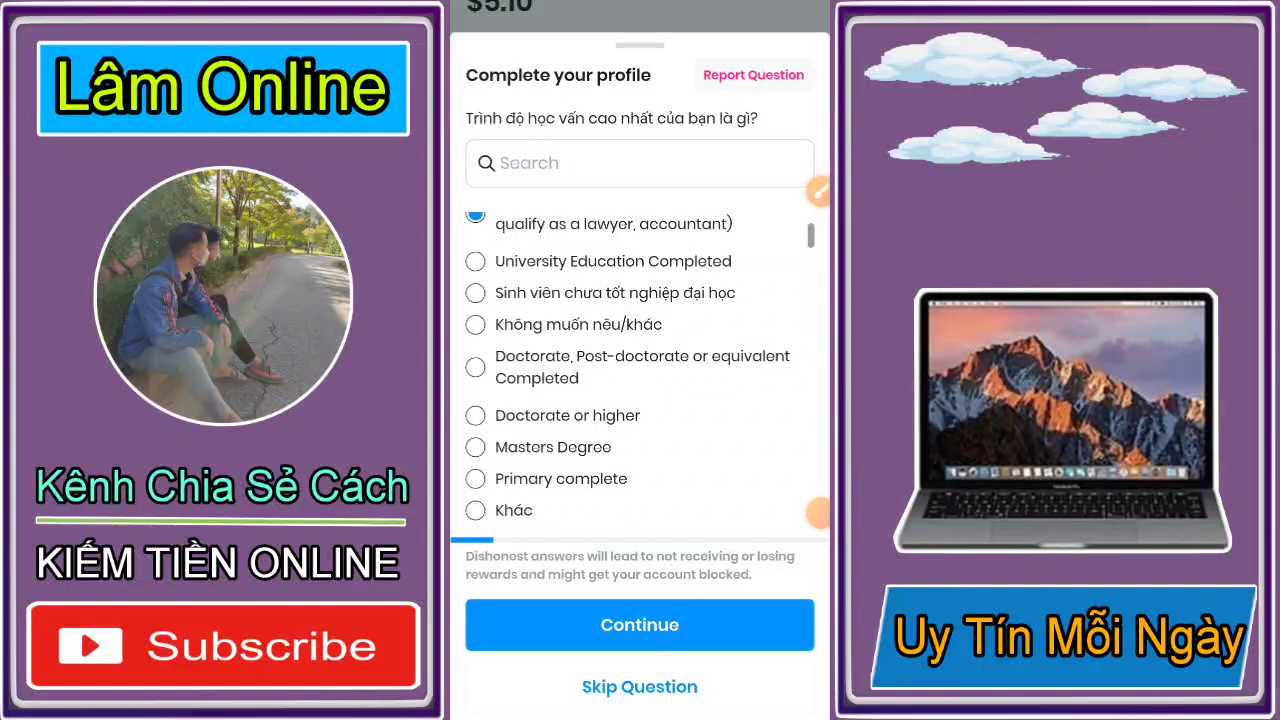 Lâm Online
Kênh Chia Sẻ Cách
KIẾM TIỀN ONLINE
Subscribe
$5.10
Complete your profile
Report Question
Trình độ học vấn cao nhất của bạn là gì?
Search
qualify as a lawyer, accountant)
University Education Completed
Sinh viên chưa tốt nghiệp đại học
Không muốn nêu/khác
Doctorate, Post-doctorate or equivalent
Completed
Doctorate or higher
Masters Degree
Primary complete
Khác
Dishonest answers will lead to not receiving or losing
rewards and might get your account blocked.
Continue
Skip Question
Uy Tín Mỗi Ngày